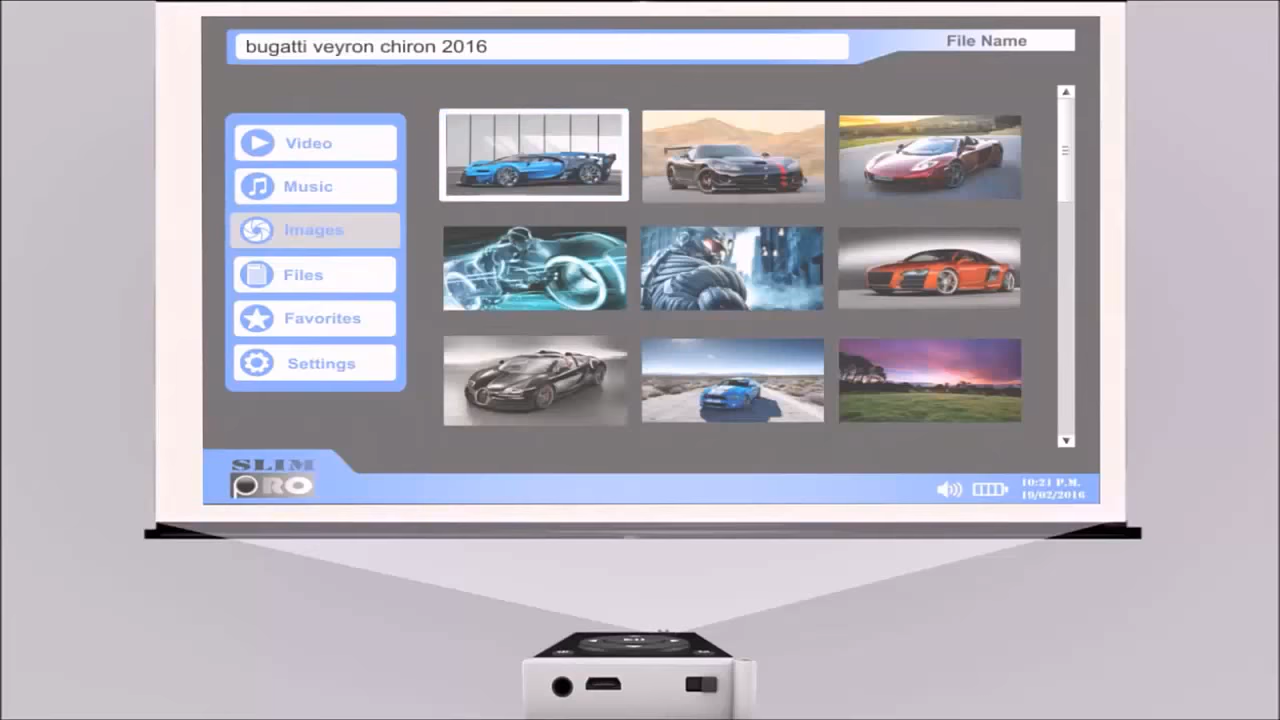 bugatti veyron chiron 2016
File Name
Video
Music
Images
Files
Favorites
Settings
SLIM
PRO
10:21 P.M.
19/02/2016